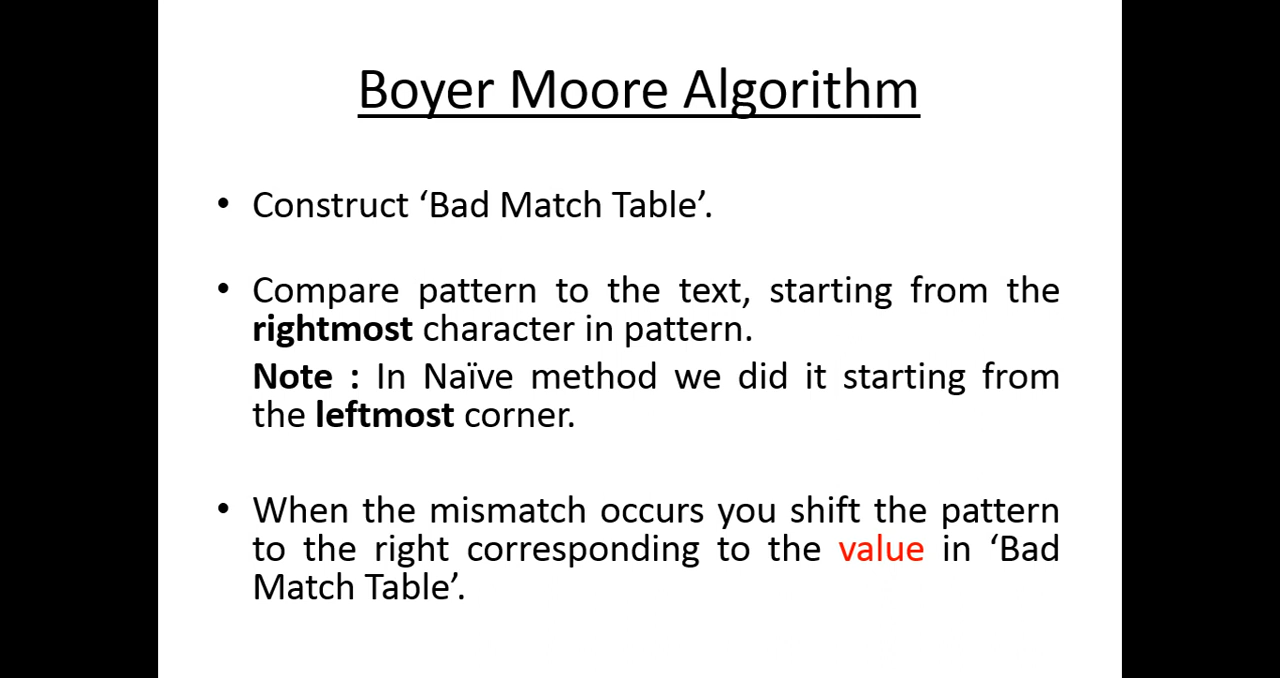 Boyer Moore Algorithm
• Construct ‘Bad Match Table’.
• Compare pattern to the text, starting from the
rightmost character in pattern.
Note : In Naïve method we did it starting from
the leftmost corner.
• When the mismatch occurs you shift the pattern
to the right corresponding to the value in ‘Bad
Match Table’.